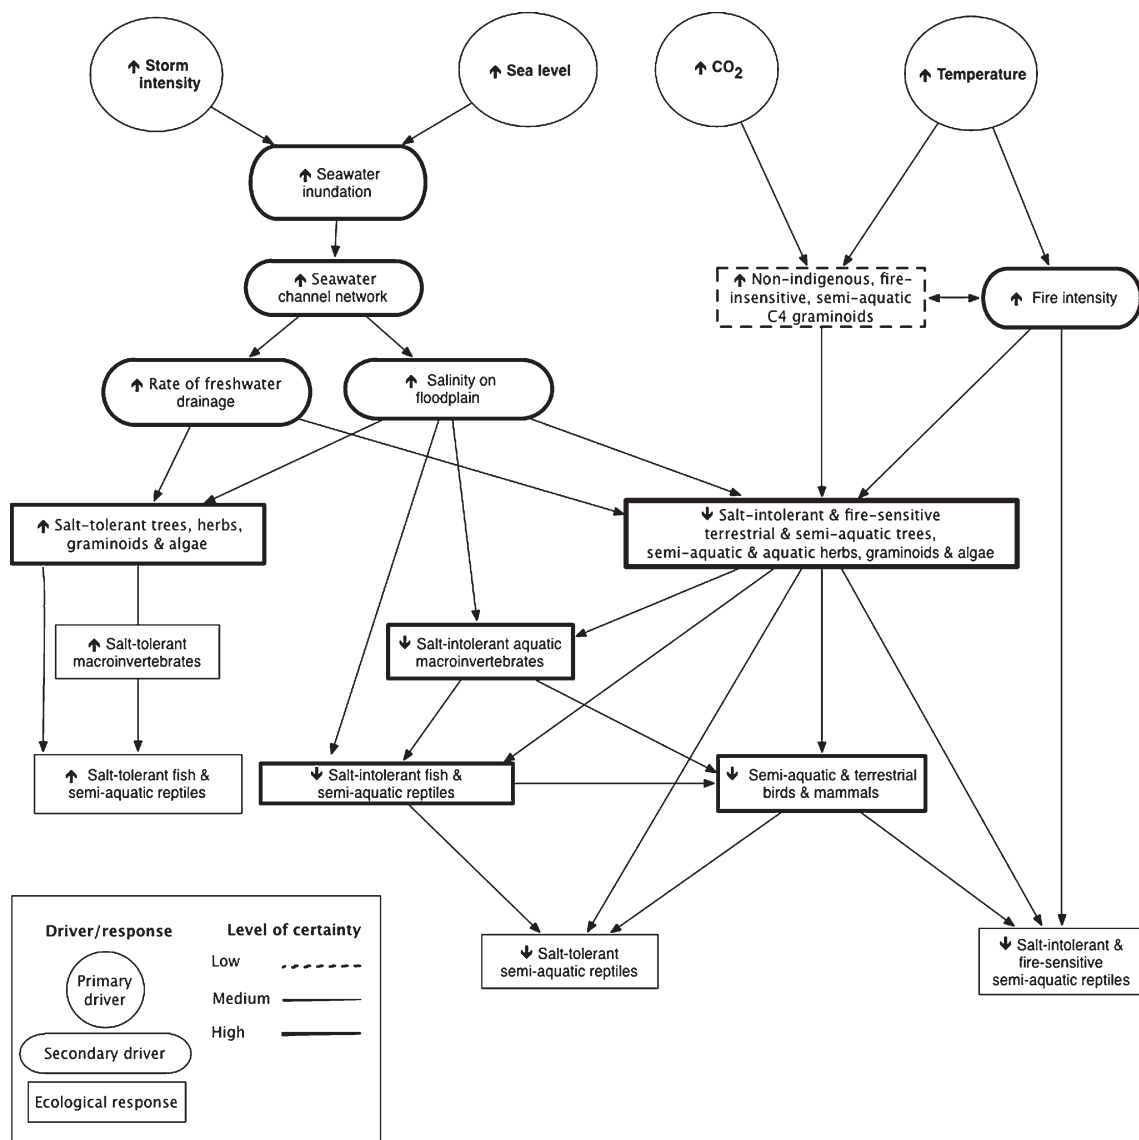 ↑ Storm
intensity
↑ Sea level
↑ CO2
↑ Temperature
↑ Seawater
inundation
↑ Seawater
channel network
↑ Non-indigenous, fire-
insensitive, semi-aquatic
C4 graminoids
↑ Fire intensity
↑ Rate of freshwater
drainage
↑ Salinity on
floodplain
↑ Salt-tolerant trees, herbs,
graminoids & algae
↓ Salt-intolerant & fire-sensitive
terrestrial & semi-aquatic trees,
semi-aquatic & aquatic herbs, graminoids & algae
↑ Salt-tolerant
macroinvertebrates
↓ Salt-intolerant aquatic
macroinvertebrates
↑ Salt-tolerant fish &
semi-aquatic reptiles
↓ Salt-intolerant fish &
semi-aquatic reptiles
↓ Semi-aquatic & terrestrial
birds & mammals
↓ Salt-tolerant
semi-aquatic reptiles
↓ Salt-intolerant &
fire-sensitive
semi-aquatic reptiles
Driver/response
Primary
driver
Secondary driver
Ecological response
Level of certainty
Low
Medium
High